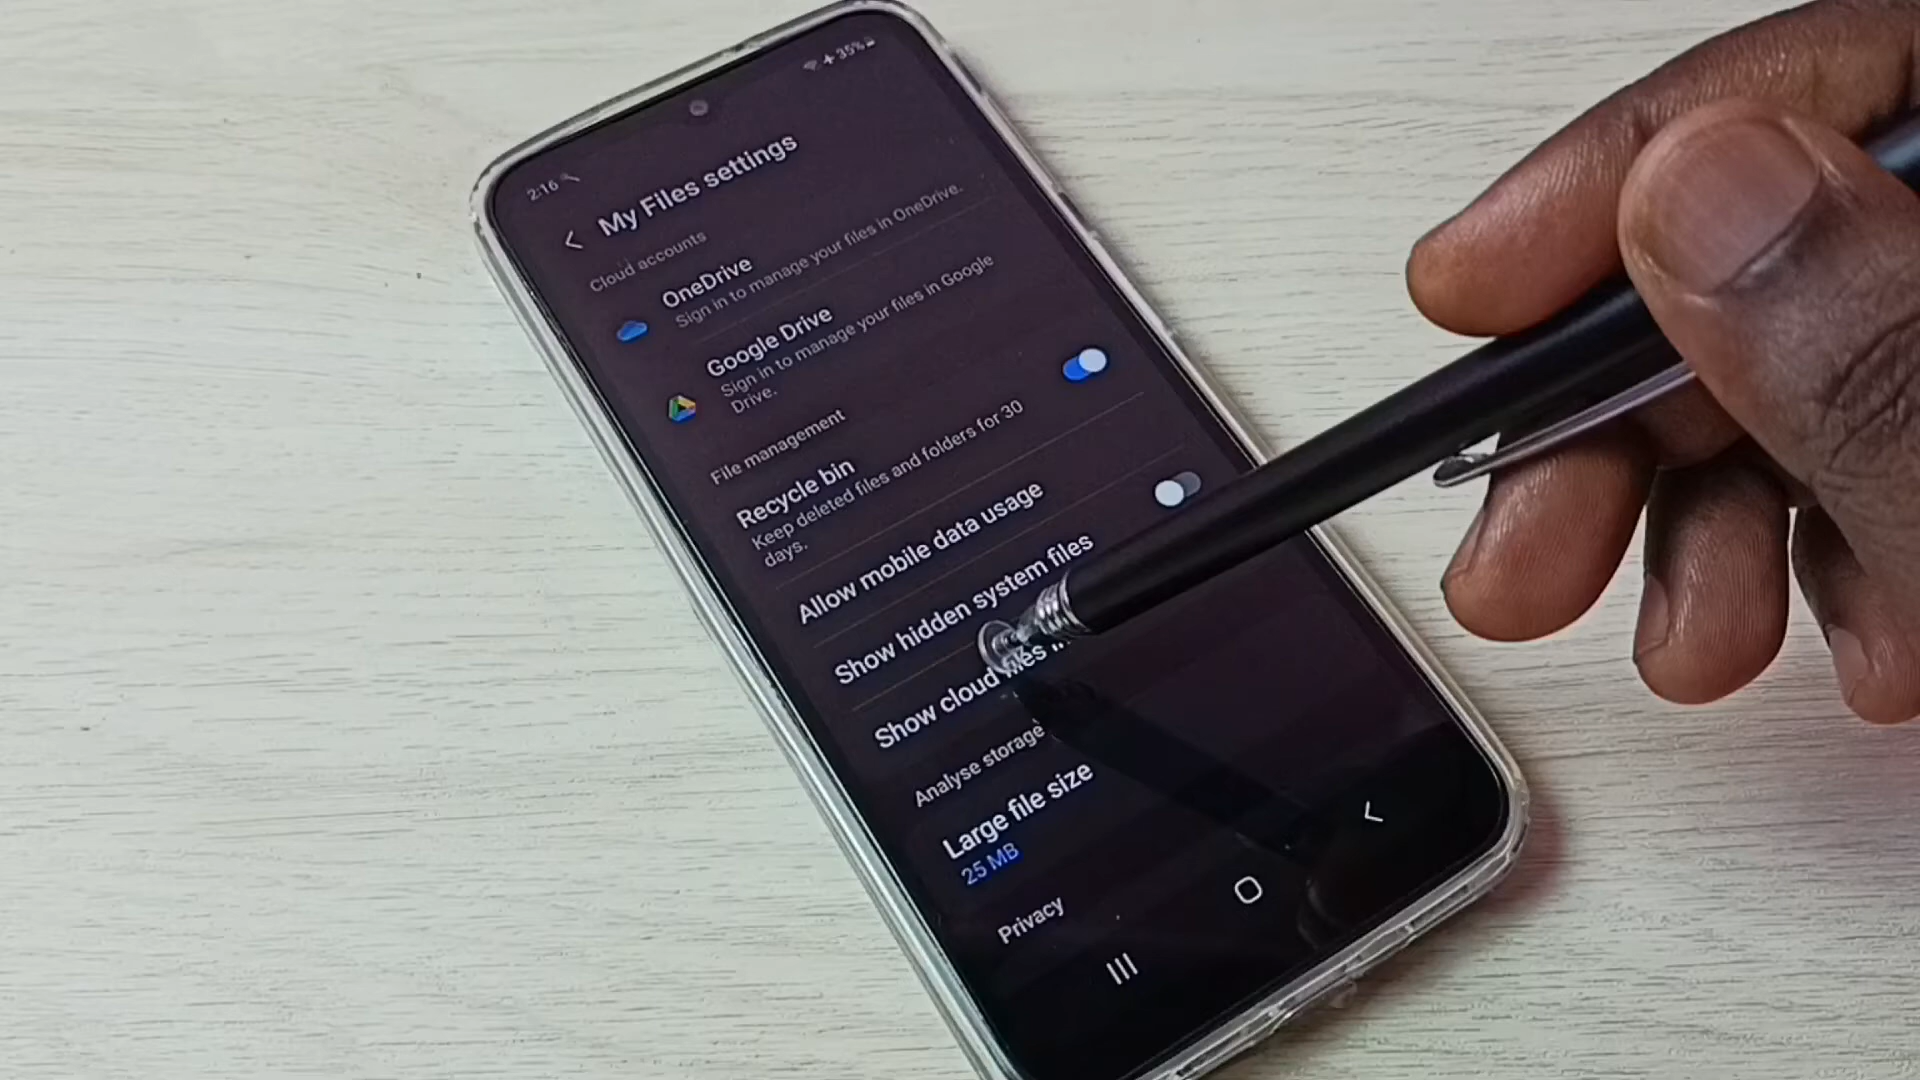 2:16
35%
My Files settings
Cloud accounts
OneDrive
Sign in to manage your files in OneDrive.
Google Drive
Sign in to manage your files in Google
Drive.
File management
Recycle bin
Keep deleted files and folders for 30
days.
Allow mobile data usage
Show hidden system files
Show cloud files
Analyse storage
Large file size
25 MB
Privacy